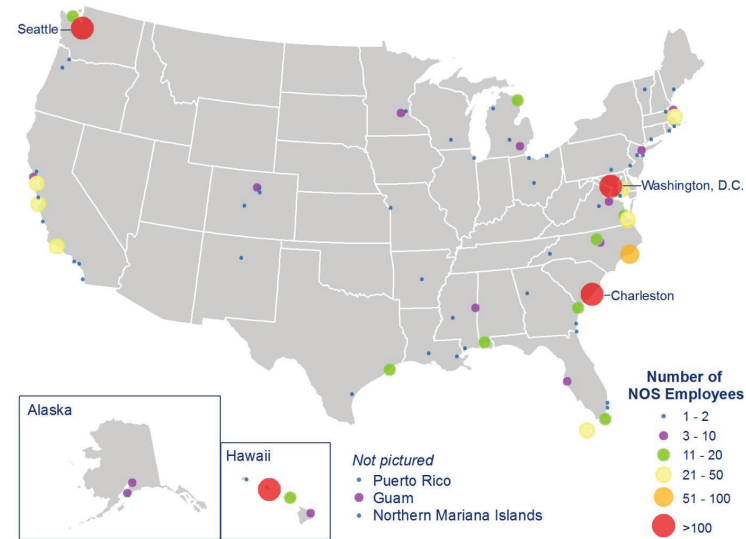 Seattle
Washington, D.C.
Charleston
Number of
NOS Employees
1 - 2
3 - 10
11 - 20
21 - 50
51 - 100
>100
Alaska
Hawaii
Not pictured
Puerto Rico
Guam
Northern Mariana Islands